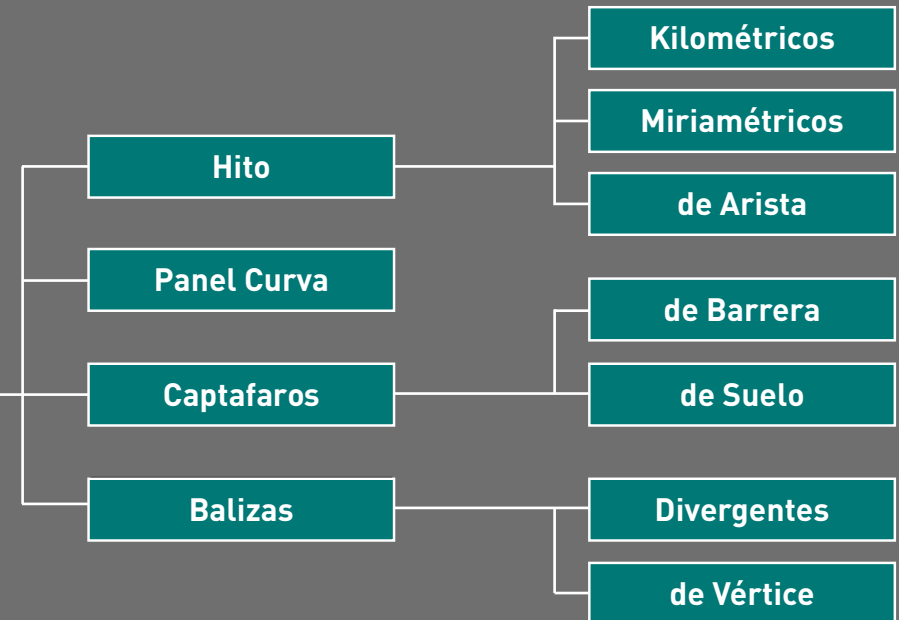 Hito
Kilométricos
Miriamétricos
de Arista
Panel Curva
Captafaros
de Barrera
de Suelo
Balizas
Divergentes
de Vértice